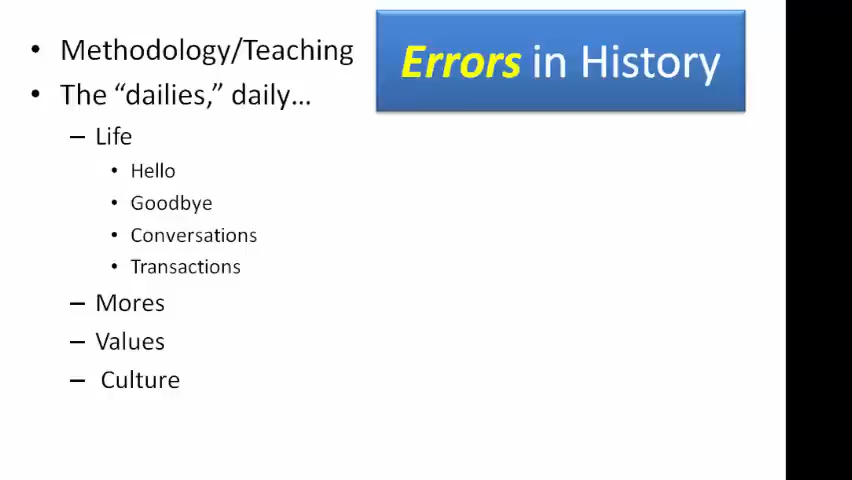 Errors in History
• Methodology/Teaching
• The “dailies,” daily…
– Life
• Hello
• Goodbye
• Conversations
• Transactions
– Mores
– Values
– Culture